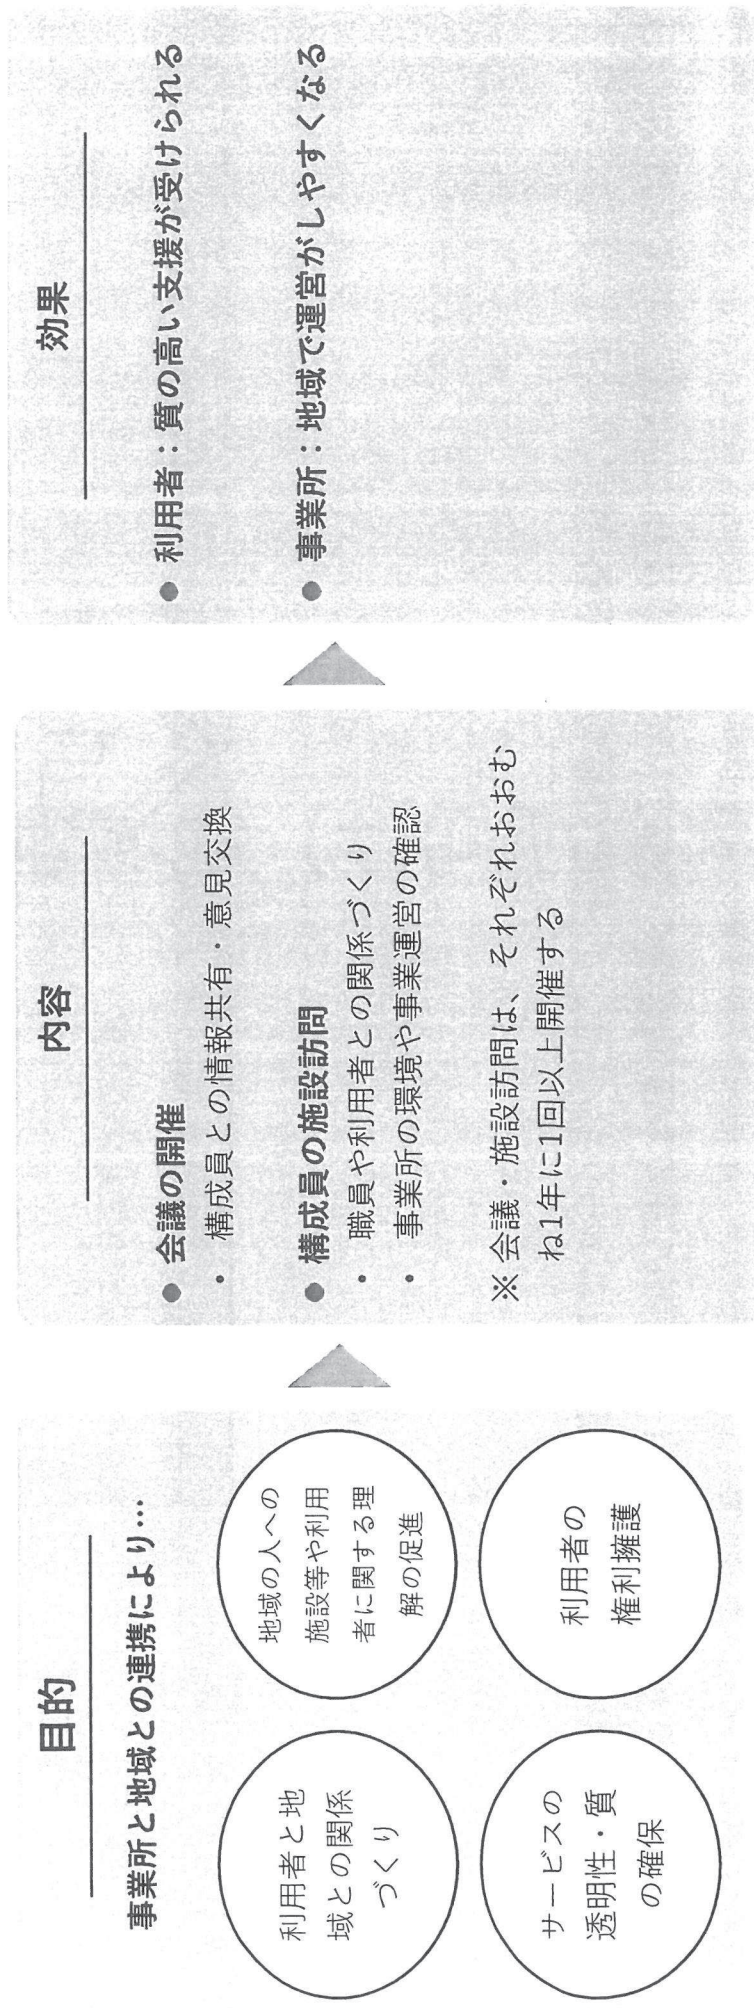 目的
事業所と地域との連携により…
利用者と地
域との関係
づくり
地域の人への
施設等や利用
者に関する理
解の促進
サービスの
透明性・質
の確保
利用者の
権利擁護
内容
● 会議の開催
・ 構成員との情報共有・意見交換
● 構成員の施設訪問
・ 職員や利用者との関係づくり
・ 事業所の環境や事業運営の確認
※ 会議・施設訪問は、それぞれおおむ
ね1年に1回以上開催する
効果
● 利用者：質の高い支援が受けられる
● 事業所：地域で運営がしやすくなる